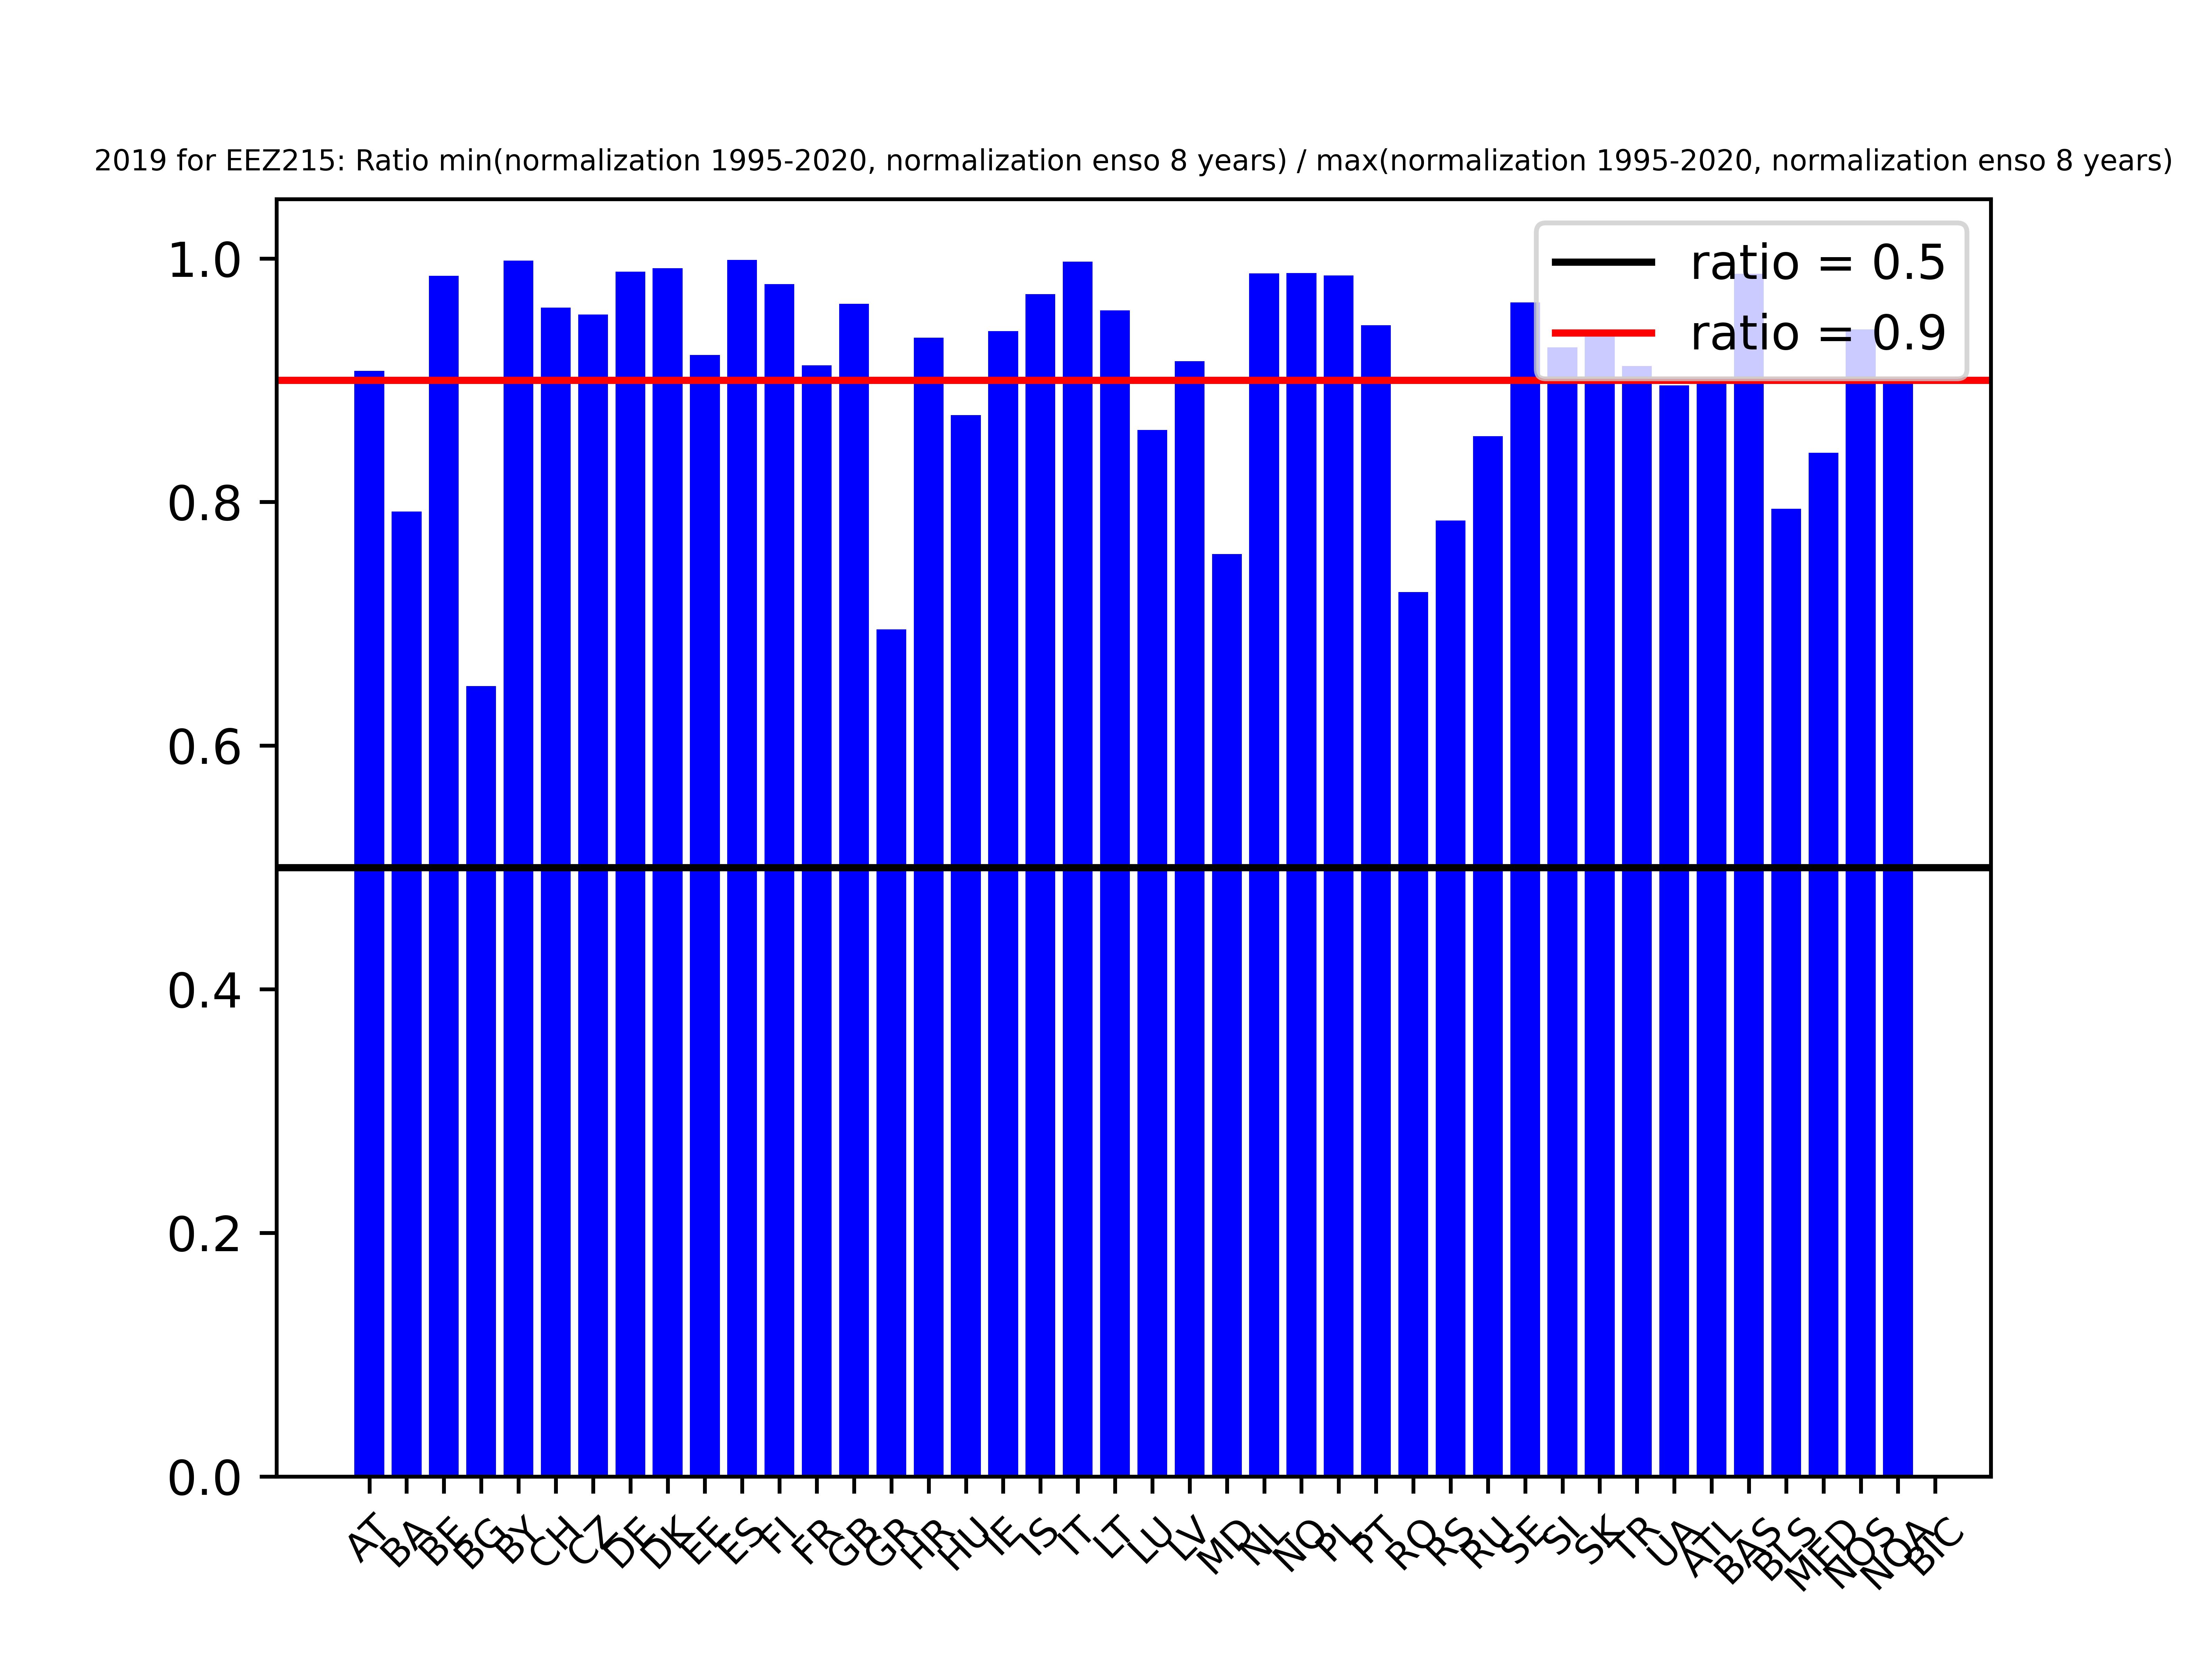 2019 for EEZ215: Ratio min(normalization 1995-2020, normalization enso 8 years) / max(normalization 1995-2020, normalization enso 8 years)
ratio = 0.5
ratio = 0.9
1.0
0.8
0.6
0.4
0.2
0.0
AT BA BE BG BY CH CZ DE DK EE ES FI FR GB GR HR HU IE IS IT LT LU LV MD NL NO PL PT RO RS RU SE SI SK TR UA ATL BAS BLS MED NOS NOA BIC